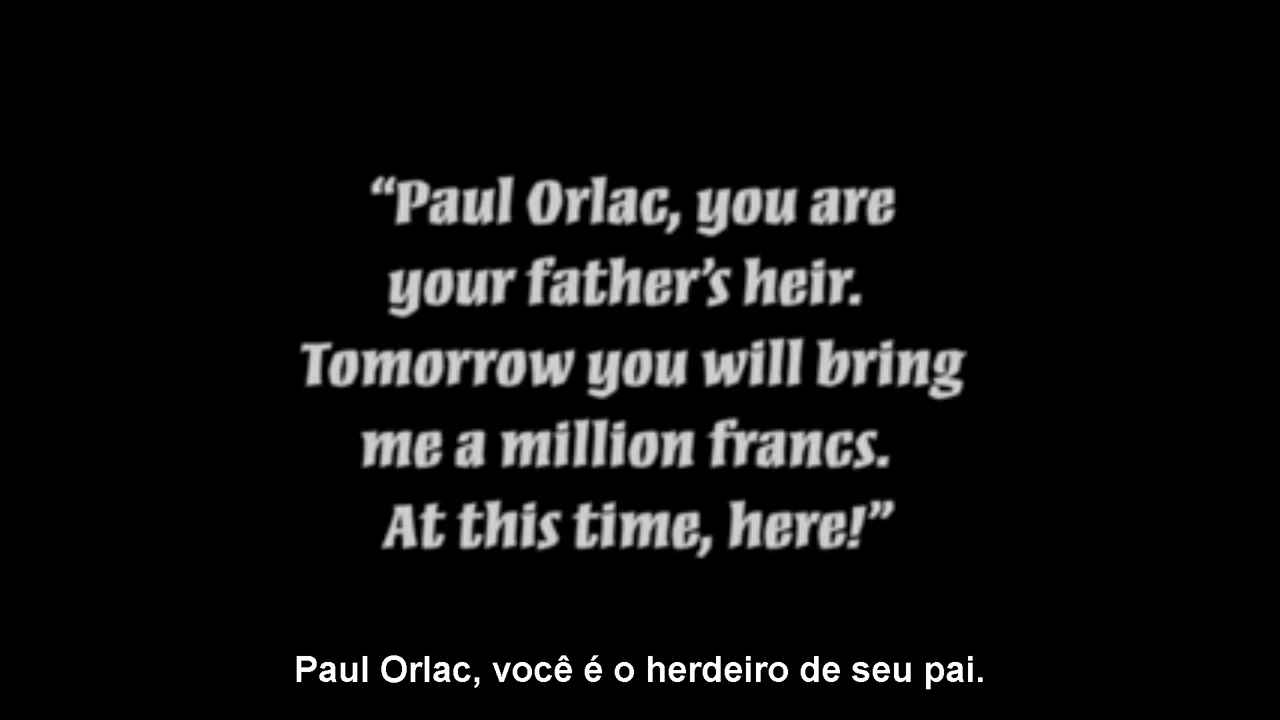 “Paul Orlac, you are
your father’s heir.
Tomorrow you will bring
me a million francs.
At this time, here!”
Paul Orlac, você é o herdeiro de seu pai.